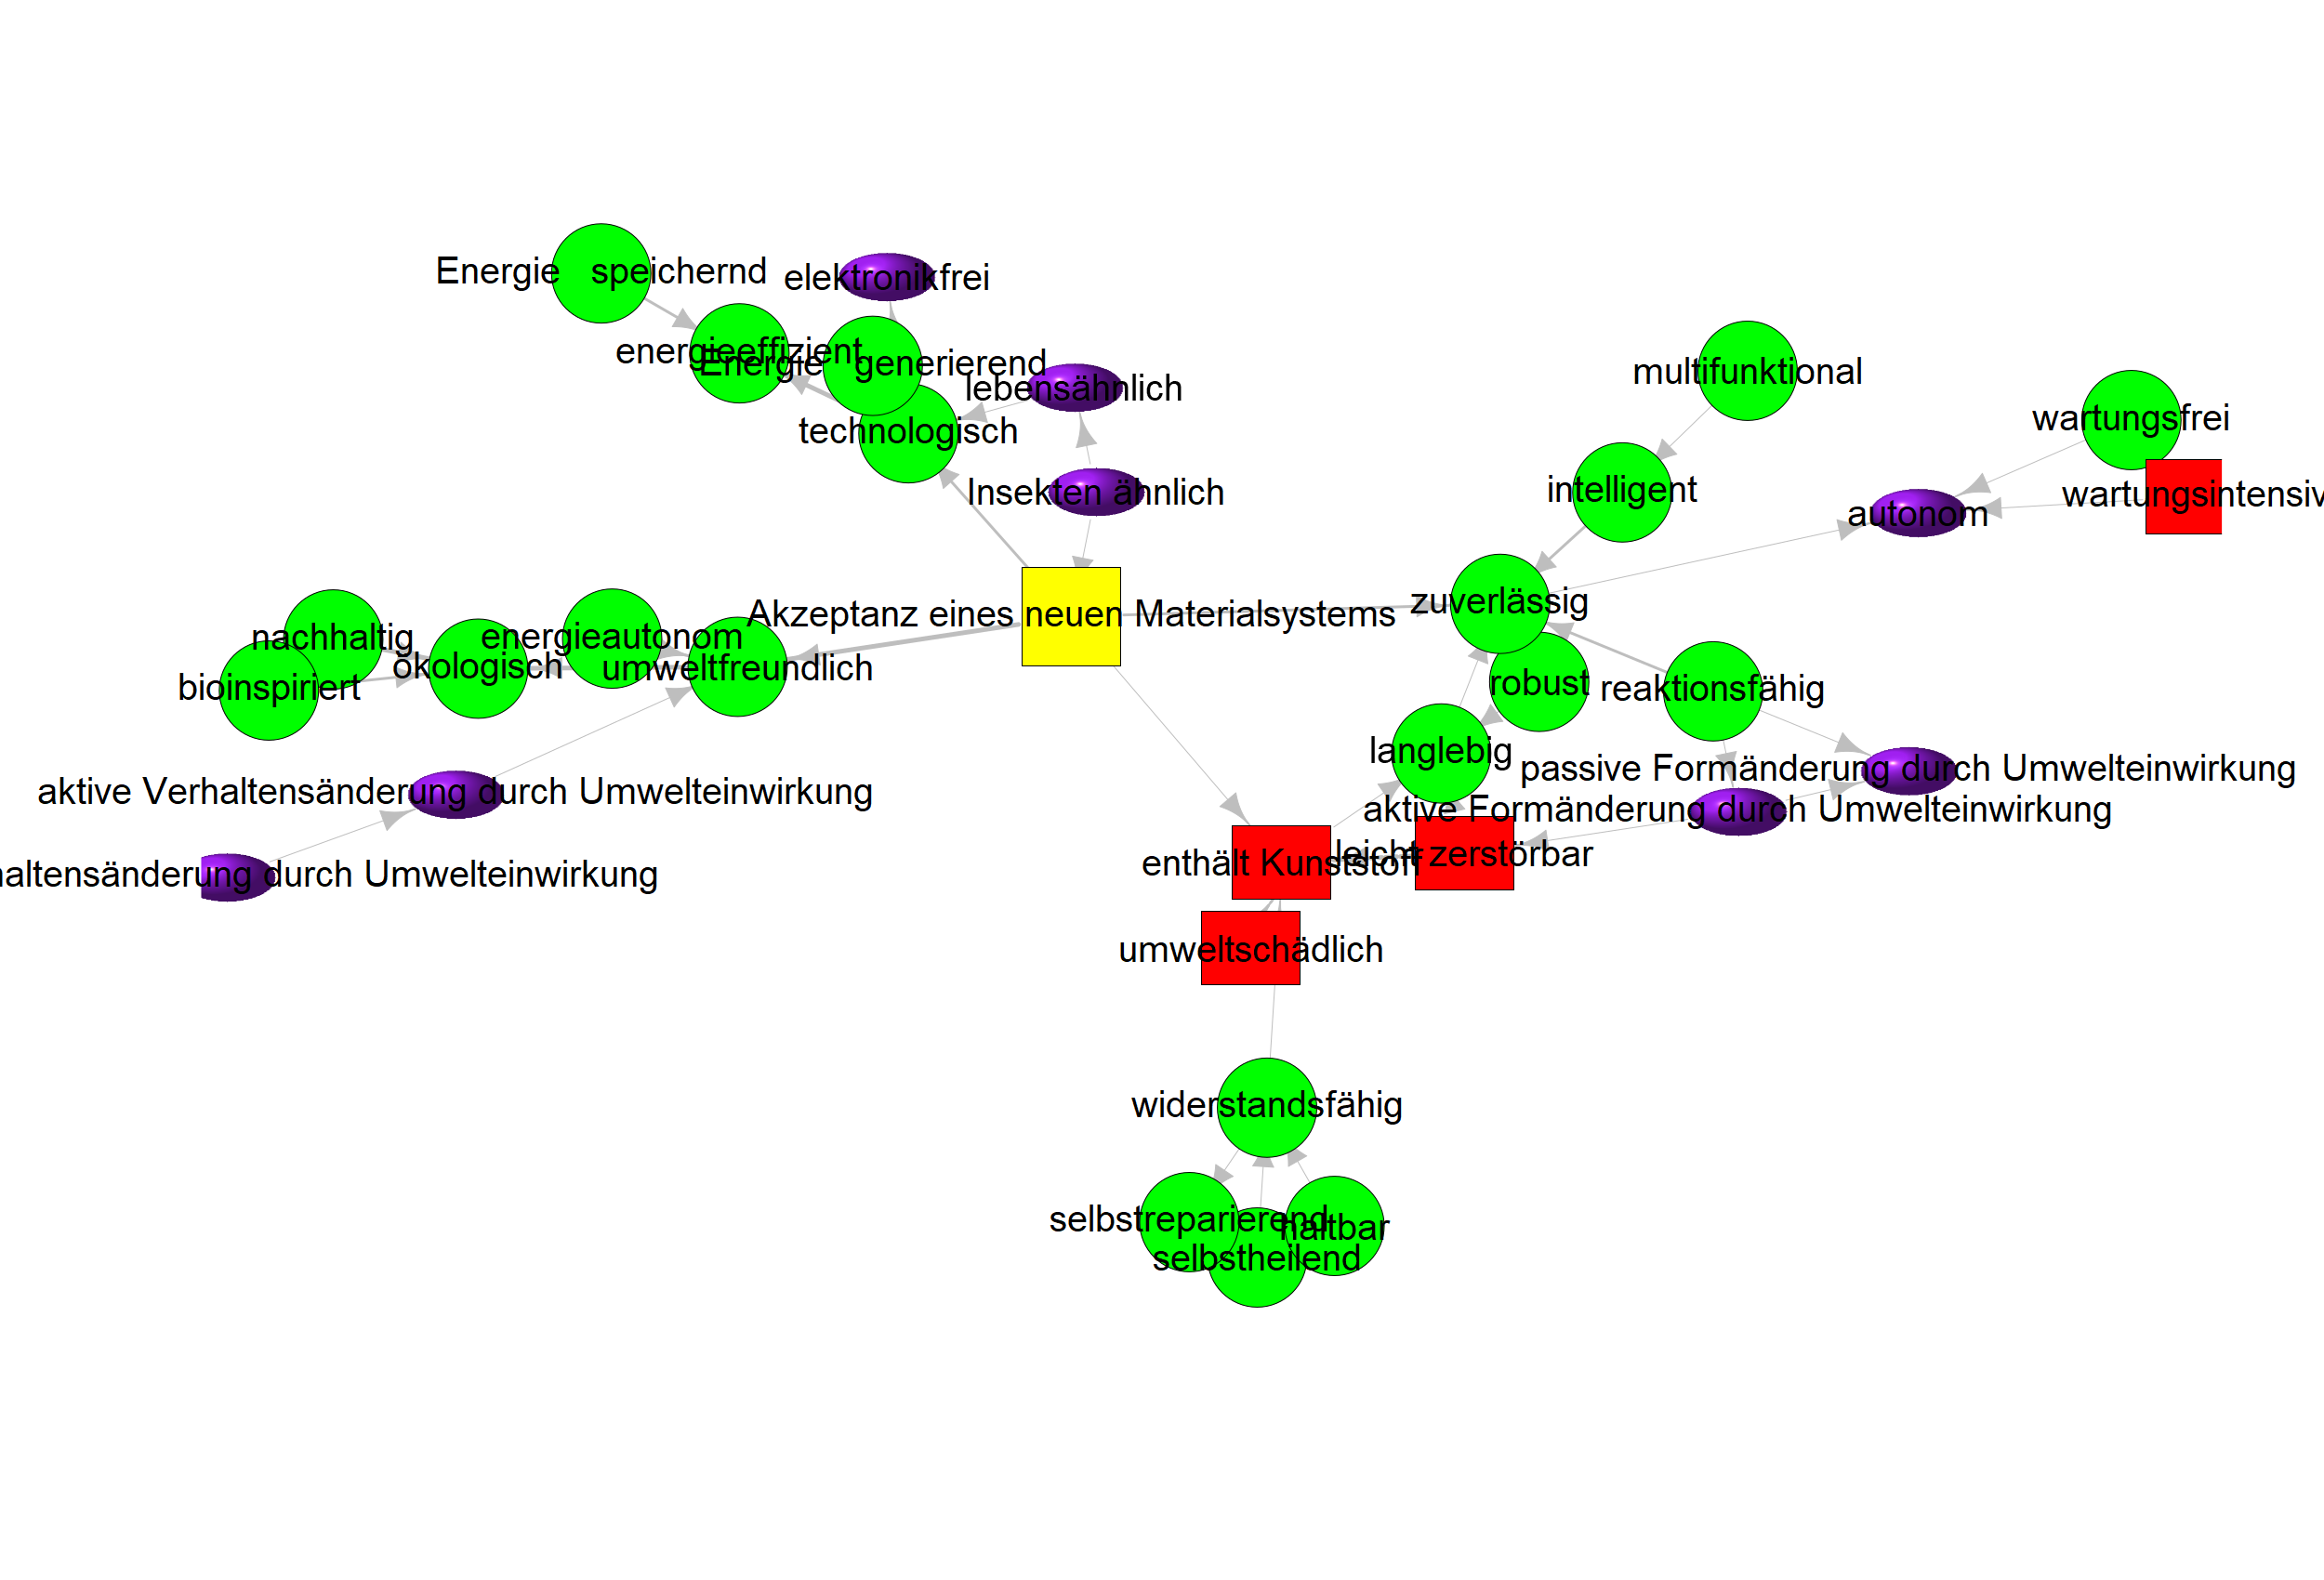 Energie   speichernd
elektronikfrei
energieeffizient
Energie   generierend
lebensähnlich
multifunktional
wartungsfrei
technologisch
Insekten ähnlich
intelligent
wartungsintensiv
autonom
Akzeptanz eines neuen Materialsystems
zuverlässig
nachhaltig
energieautonom
ökologisch
umweltfreundlich
bioinspiriert
robust
reaktionsfähig
langlebig
passive Formänderung durch Umwelteinwirkung
aktive Verhaltensänderung durch Umwelteinwirkung
aktive Formänderung durch Umwelteinwirkung
leicht zerstörbar
enthält Kunststoff
haltensänderung durch Umwelteinwirkung
umweltschädlich
widerstandsfähig
selbstreparierend
haltbar
selbstheilend